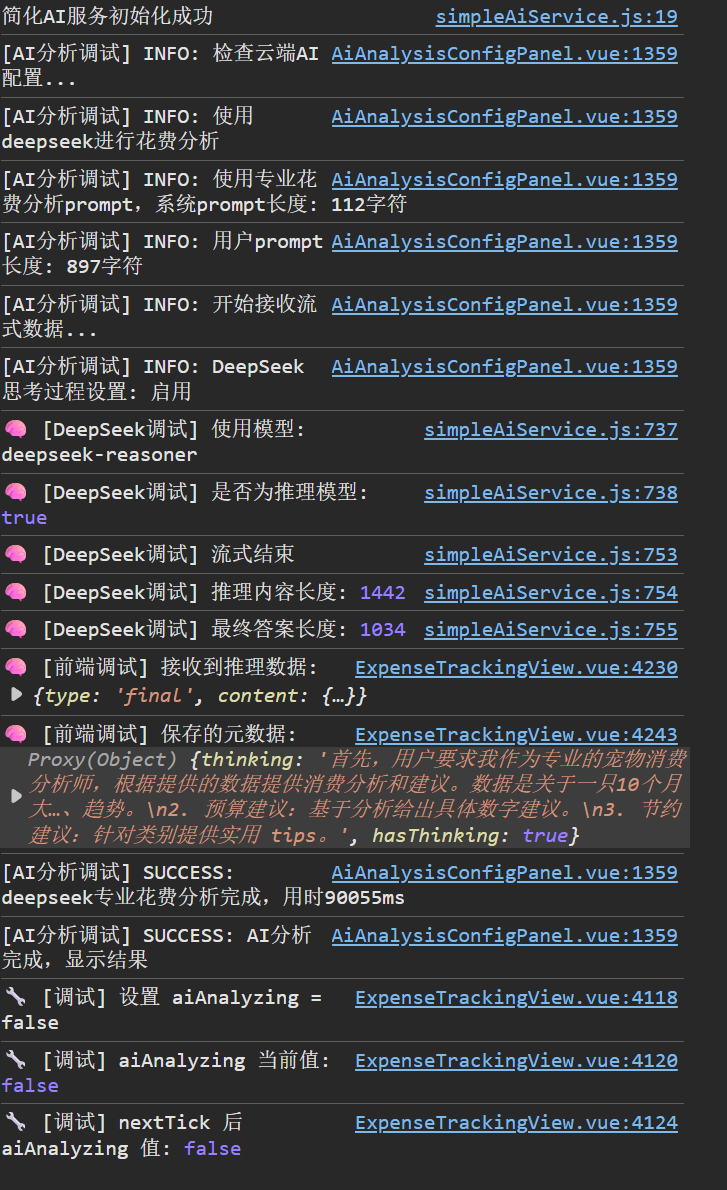 简化AI服务初始化成功 simpleAiService.js:19
[AI分析调试] INFO: 检查云端AI AiAnalysisConfigPanel.vue:1359
配置...
[AI分析调试] INFO: 使用 AiAnalysisConfigPanel.vue:1359
deepseek进行花费分析
[AI分析调试] INFO: 使用专业花 AiAnalysisConfigPanel.vue:1359
费分析prompt，系统prompt长度: 112字符
[AI分析调试] INFO: 用户prompt AiAnalysisConfigPanel.vue:1359
长度: 897字符
[AI分析调试] INFO: 开始接收流 AiAnalysisConfigPanel.vue:1359
式数据...
[AI分析调试] INFO: DeepSeek AiAnalysisConfigPanel.vue:1359
思考过程设置: 启用
🧠 [DeepSeek调试] 使用模型: simpleAiService.js:737
deepseek-reasoner
🧠 [DeepSeek调试] 是否为推理模型: simpleAiService.js:738
true
🧠 [DeepSeek调试] 流式结束 simpleAiService.js:753
🧠 [DeepSeek调试] 推理内容长度: 1442 simpleAiService.js:754
🧠 [DeepSeek调试] 最终答案长度: 1034 simpleAiService.js:755
🧠 [前端调试] 接收到推理数据: ExpenseTrackingView.vue:4230
▶ {type: 'final', content: {…}}
🧠 [前端调试] 保存的元数据: ExpenseTrackingView.vue:4243
Proxy(Object) {thinking: '首先，用户要求我作为专业的宠物消费
分析师，根据提供的数据提供消费分析和建议。数据是关于一只10个月
▶ 大…、趋势。\n2. 预算建议：基于分析给出具体数字建议。\n3. 节约
建议：针对类别提供实用 tips。', hasThinking: true}
[AI分析调试] SUCCESS: AiAnalysisConfigPanel.vue:1359
deepseek专业花费分析完成，用时90055ms
[AI分析调试] SUCCESS: AI分析 AiAnalysisConfigPanel.vue:1359
完成，显示结果
🔧 [调试] 设置 aiAnalyzing = ExpenseTrackingView.vue:4118
false
🔧 [调试] aiAnalyzing 当前值: ExpenseTrackingView.vue:4120
false
🔧 [调试] nextTick 后 ExpenseTrackingView.vue:4124
aiAnalyzing 值: false